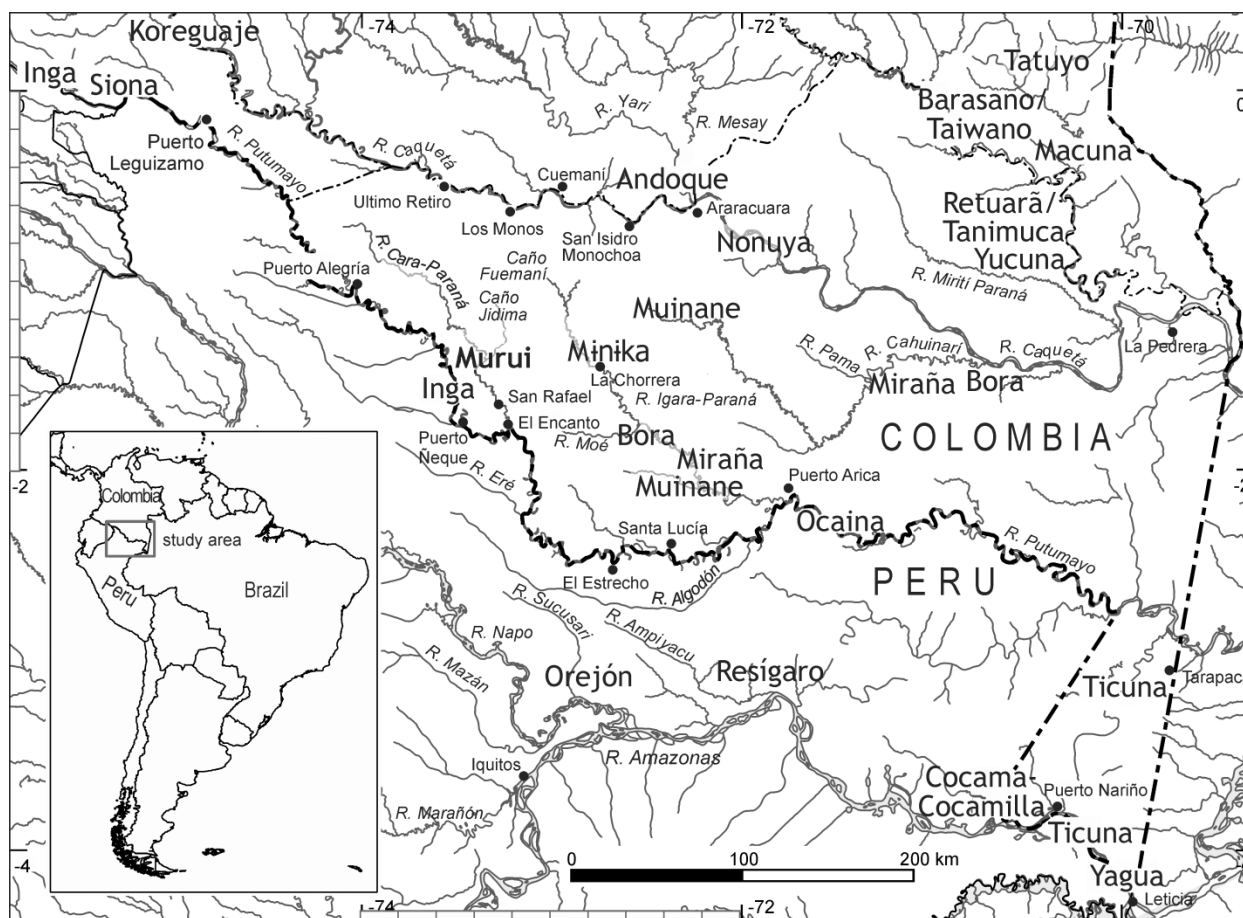 -74
-72
-70
Koreguaje
Inga
Siona
Tatuyo
R. Yari
R. Mesay
Barasano/
Taiwano
0
Puerto
Leguizamo
R. Putumayo
R. Caquetá
Macuna
Cuemaní
Andoque
Ultimo Retiro
Araracuara
Los Monos
San Isidro
Monochoa
Nonuya
Retuarã/
Tanimuca
Yucuna
R. Cara-Paraná
Caño
Fuemaní
Puerto Alegría
R. Miriti Paraná
Caño
Jidima
Muinane
Murui
Minika
La Chorrera
R. Pama
R. Cahuinarí
R. Caquetá
La Pedrera
Miraña
Bora
Inga
San Rafael
R. Igara-Paraná
El Encanto
Puerto
Ñeque
R. Moé
Bora
COLOMBIA
-2
-2
R. Eré
Miraña
Muinane
Puerto Arica
Colombia
study area
Santa Lucía
Ocaina
R. Putumayo
El Estrecho
R. Algodón
PERU
Peru
Brazil
R. Sucusari
R. Ampiyacu
R. Napo
R. Mazán
Orejón
Resígaro
Ticuna
Tarapacá
Iquitos
R. Amazonas
R. Marañón
Cocama-
Cocamilla
Puerto Nariño
Ticuna
-4
0
100
200 km
Yagua
Leticia
-74
-72